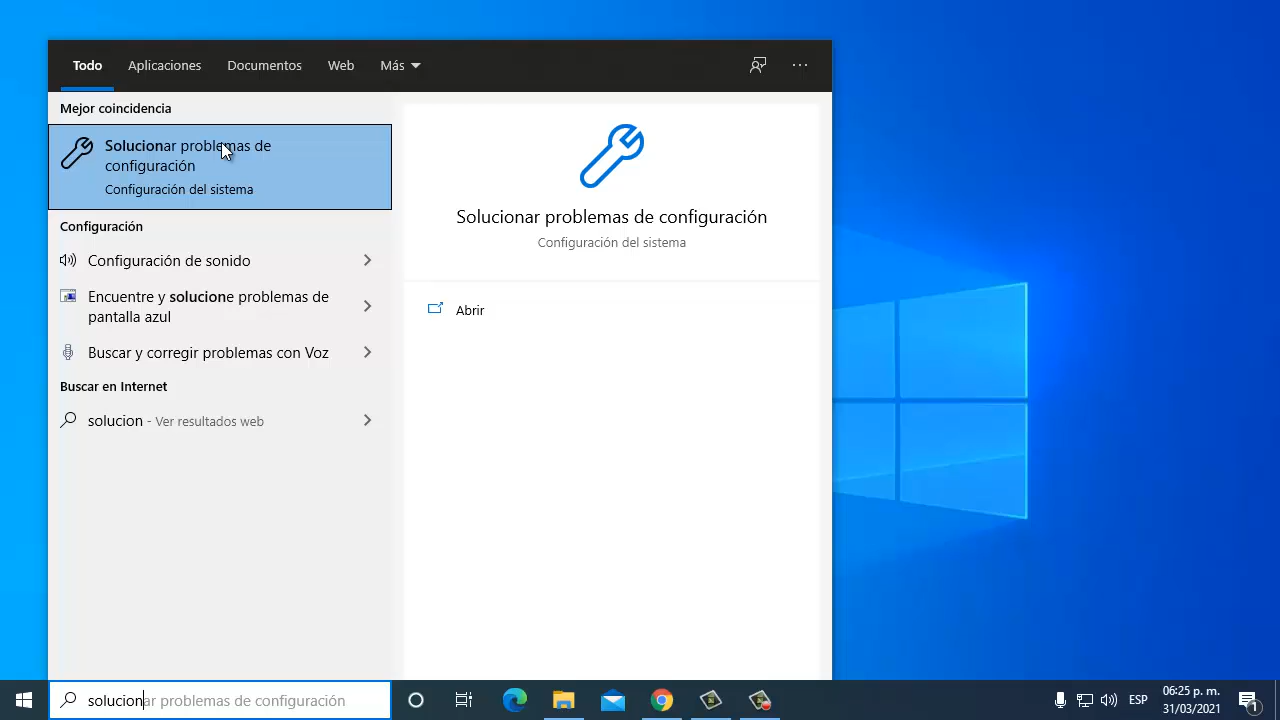 Todo Aplicaciones Documentos Web Más
Mejor coincidencia
Solucionar problemas de
configuración
Configuración del sistema
Configuración
Configuración de sonido
Encuentre y solucione problemas de
pantalla azul
Buscar y corregir problemas con Voz
Buscar en Internet
solucion - Ver resultados web
Solucionar problemas de configuración
Configuración del sistema
Abrir
solucionar problemas de configuración
ESP
06:25 p. m.
31/03/2021
1